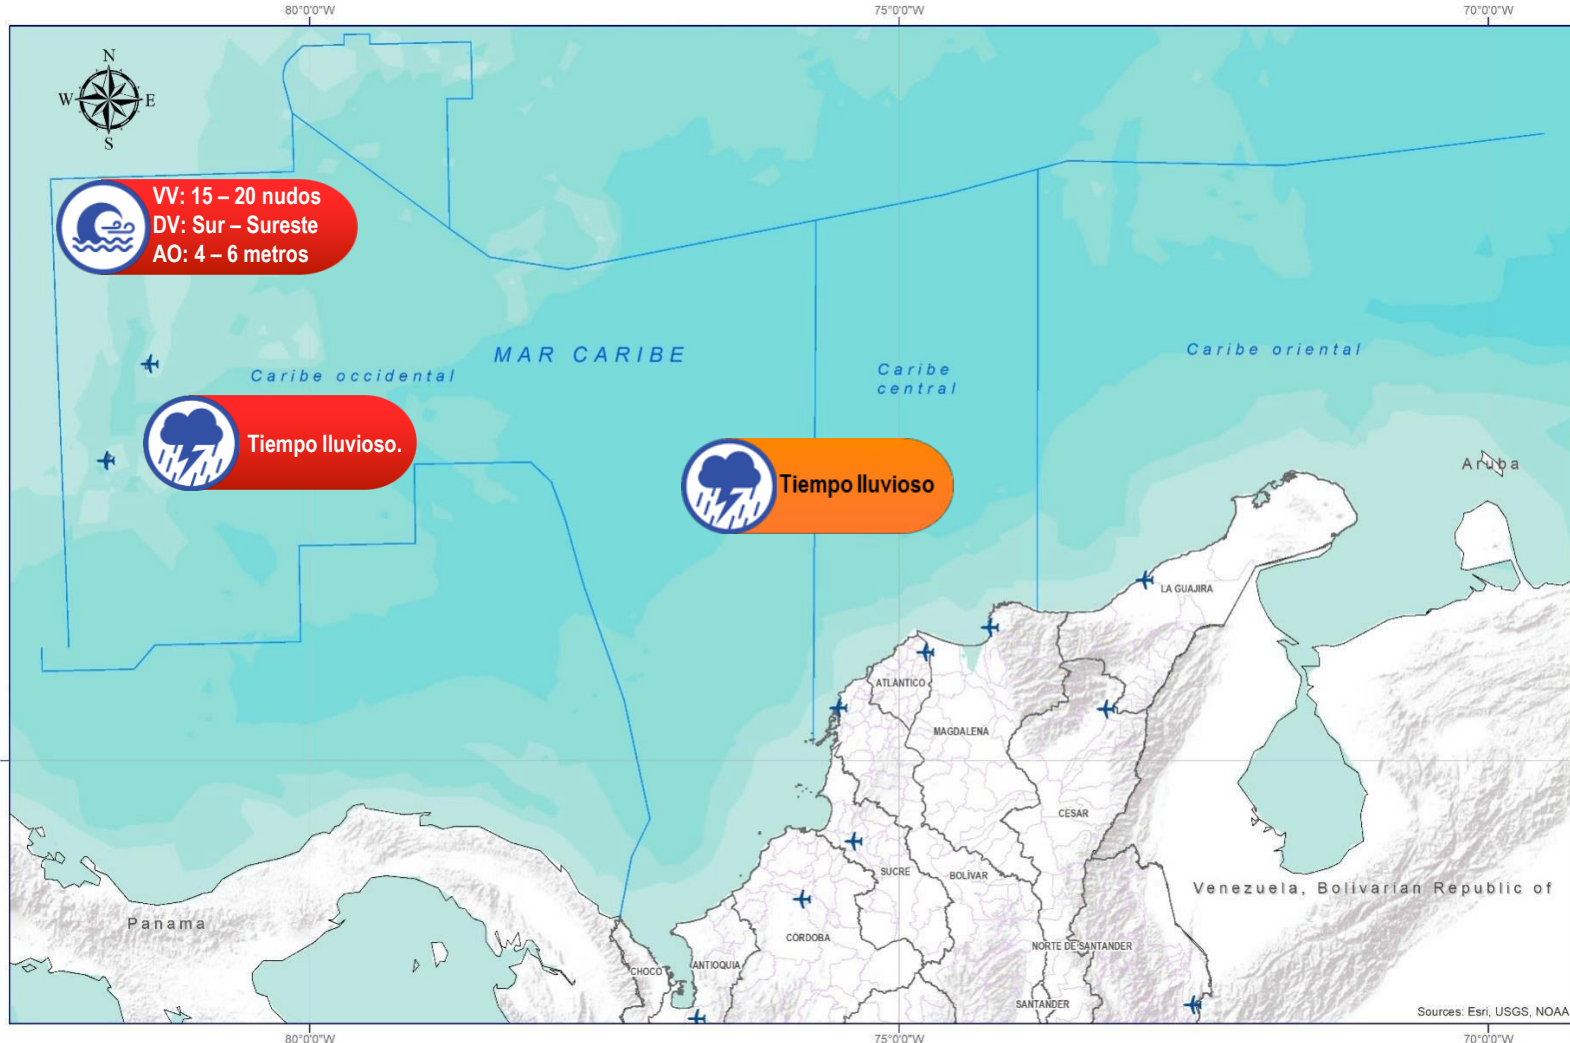 80°0'0"W
75°0'0"W
70°0'0"W
N
W
E
S
VV: 15 – 20 nudos
DV: Sur – Sureste
AO: 4 – 6 metros
MAR CARIBE
Caribe oriental
Caribe occidental
Caribe
central
Tiempo lluvioso.
Tiempo lluvioso
Aruba
LA GUAJIRA
ATLANTICO
MAGDALENA
CESAR
SUCRE
BOLÍVAR
Venezuela, Bolivarian Republic of
Panama
CÓRDOBA
NORTE DE SANTANDER
CHOCO
ANTIOQUIA
SANTANDER
Sources: Esri, USGS, NOAA
80°0'0"W
75°0'0"W
70°0'0"W